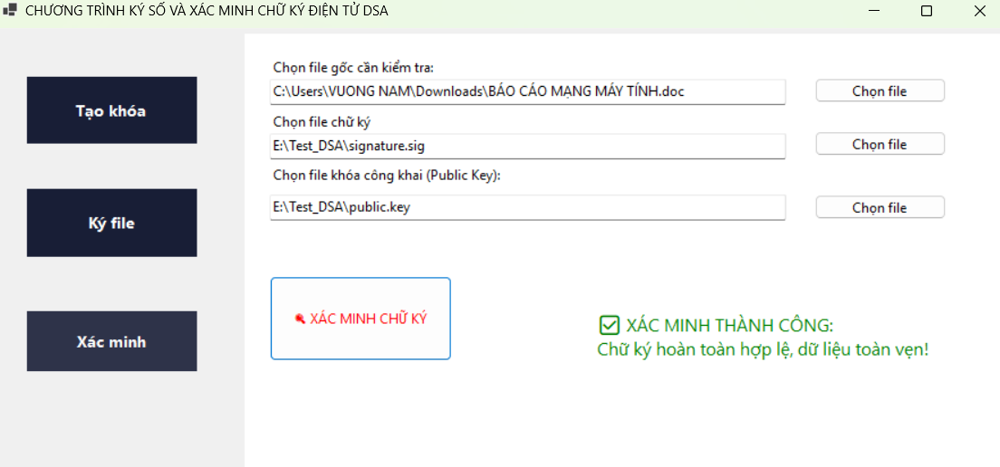 CHƯƠNG TRÌNH KÝ SỐ VÀ XÁC MINH CHỮ KÝ ĐIỆN TỬ DSA
Tạo khóa
Ký file
Xác minh
Chọn file gốc cần kiểm tra:
C:\Users\VUONG NAM\Downloads\BÁO CÁO MẠNG MÁY TÍNH.doc
Chọn file
Chọn file chữ ký
E:\Test_DSA\signature.sig
Chọn file
Chọn file khóa công khai (Public Key):
E:\Test_DSA\public.key
Chọn file
XÁC MINH CHỮ KÝ
XÁC MINH THÀNH CÔNG:
Chữ ký hoàn toàn hợp lệ, dữ liệu toàn vẹn!